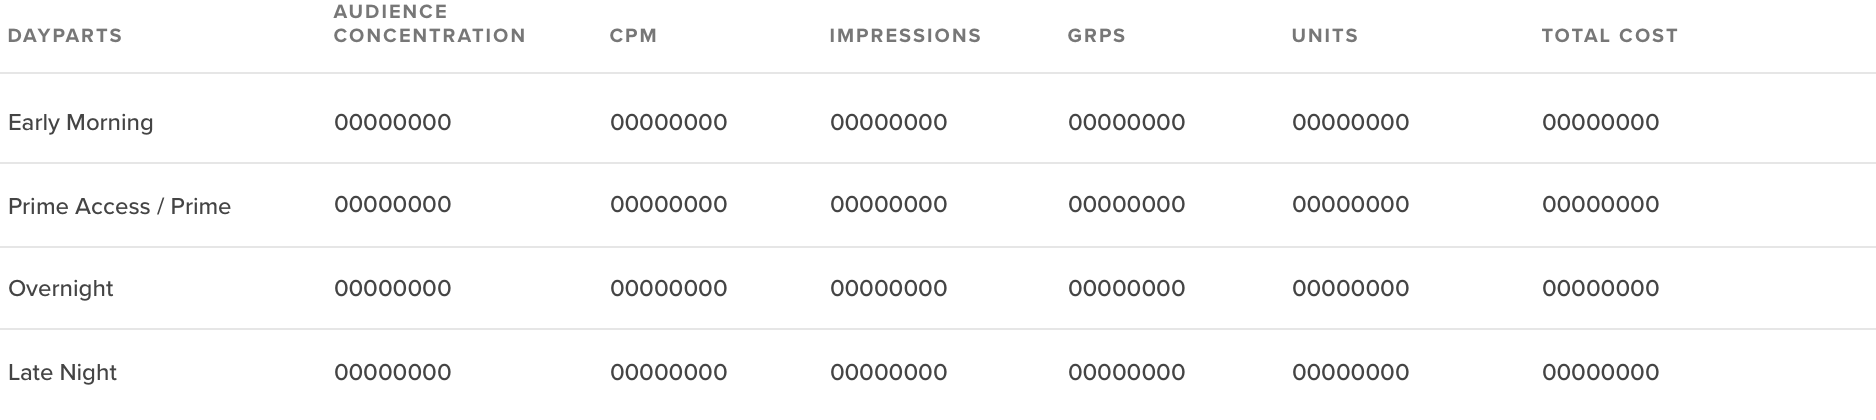 DAYPARTS AUDIENCE CONCENTRATION CPM IMPRESSIONS GRPS UNITS TOTAL COST
Early Morning 00000000 00000000 00000000 00000000 00000000 00000000
Prime Access / Prime 00000000 00000000 00000000 00000000 00000000 00000000
Overnight 00000000 00000000 00000000 00000000 00000000 00000000
Late Night 00000000 00000000 00000000 00000000 00000000 00000000